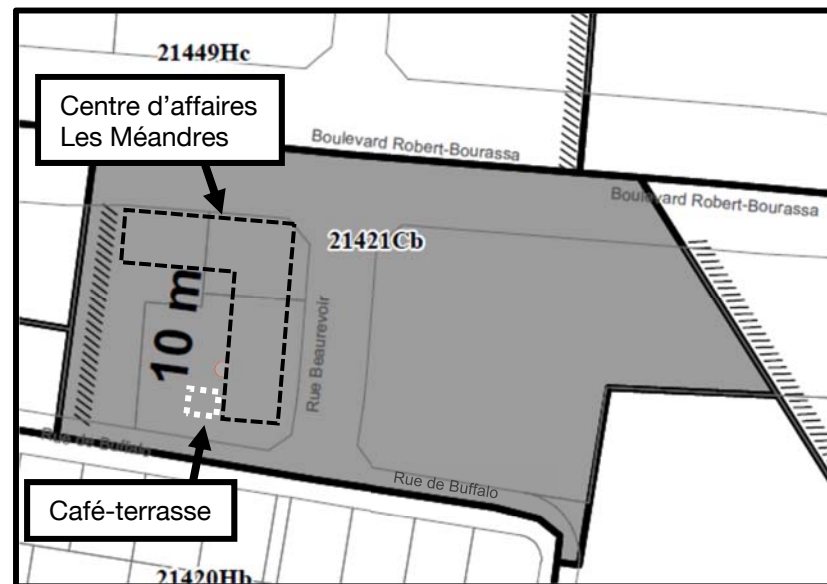 21449Hc
Centre d'affaires
Les Méandres
Boulevard Robert-Bourassa
Boulevard Robert-Bourassa
21421Cb
10 m
Rue Beaurevoir
Rue de Buffalo
Rue de Buffalo
Café-terrasse
21420Hb